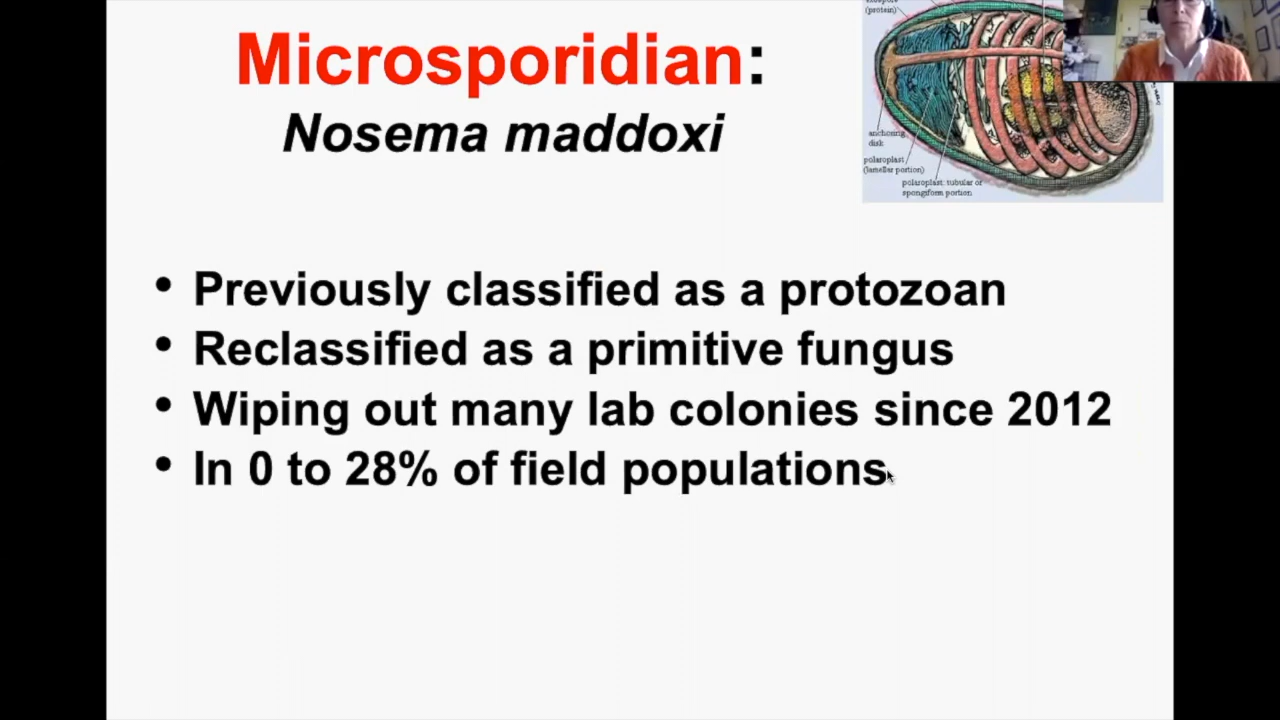 Microsporidian:
Nosema maddoxi
(protein)
anchoring
disk
polaroplast
(lamellar portion)
polaroplast: tubular or
spongiform portion
• Previously classified as a protozoan
• Reclassified as a primitive fungus
• Wiping out many lab colonies since 2012
• In 0 to 28% of field populations